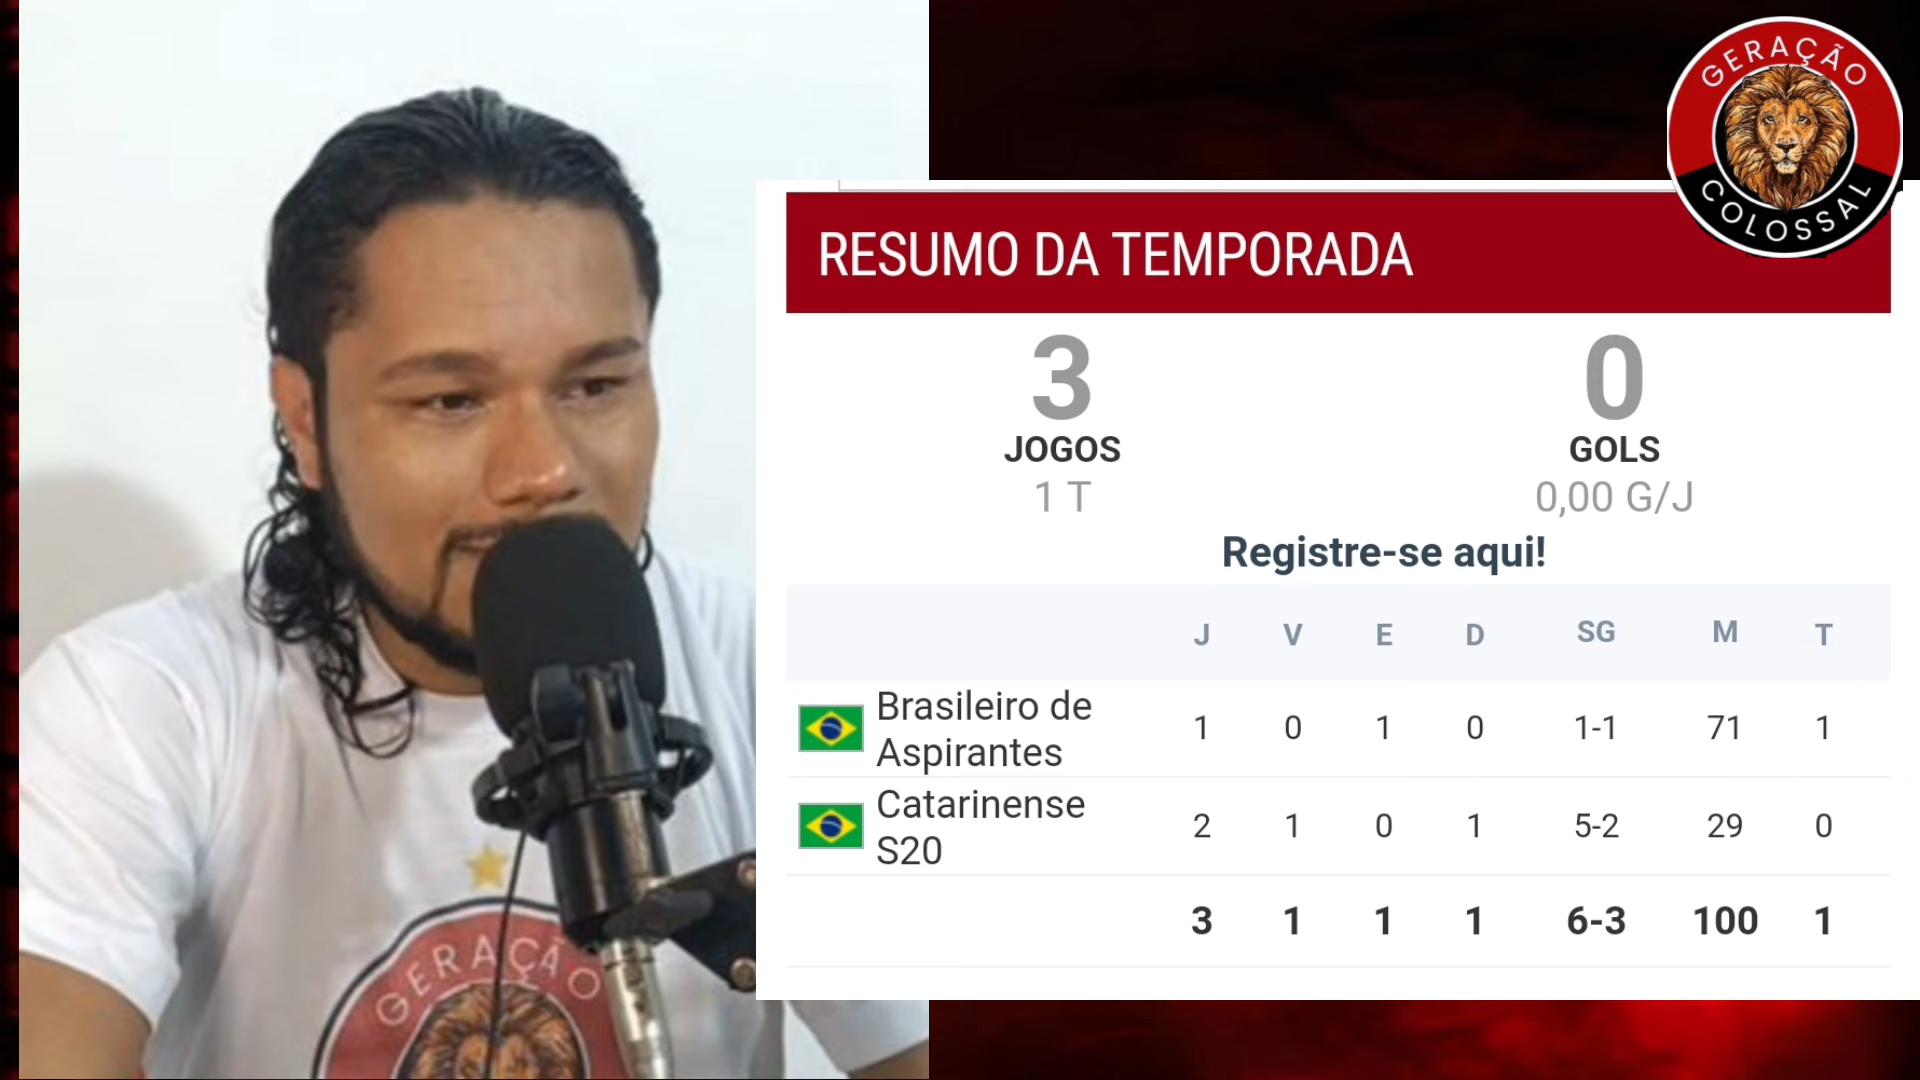 GERAÇÃO
COLOSSAL
RESUMO DA TEMPORADA
3 0
JOGOS GOLS
1 T 0,00 G/J
Registre-se aqui!
J V E D SG M T
Brasileiro de
Aspirantes 1 0 1 0 1-1 71 1
Catarinense
S20 2 1 0 1 5-2 29 0
3 1 1 1 6-3 100 1
GERAÇÃO